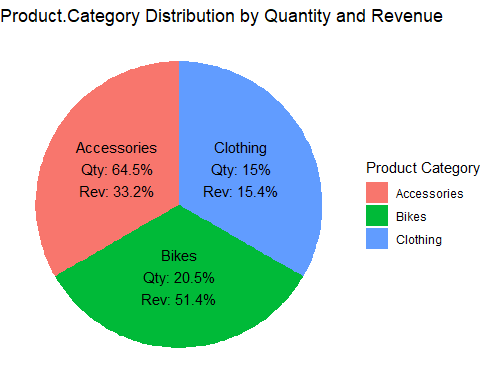 Product.Category Distribution by Quantity and Revenue
Accessories
Qty: 64.5%
Rev: 33.2%
Clothing
Qty: 15%
Rev: 15.4%
Bikes
Qty: 20.5%
Rev: 51.4%
Product Category
Accessories
Bikes
Clothing